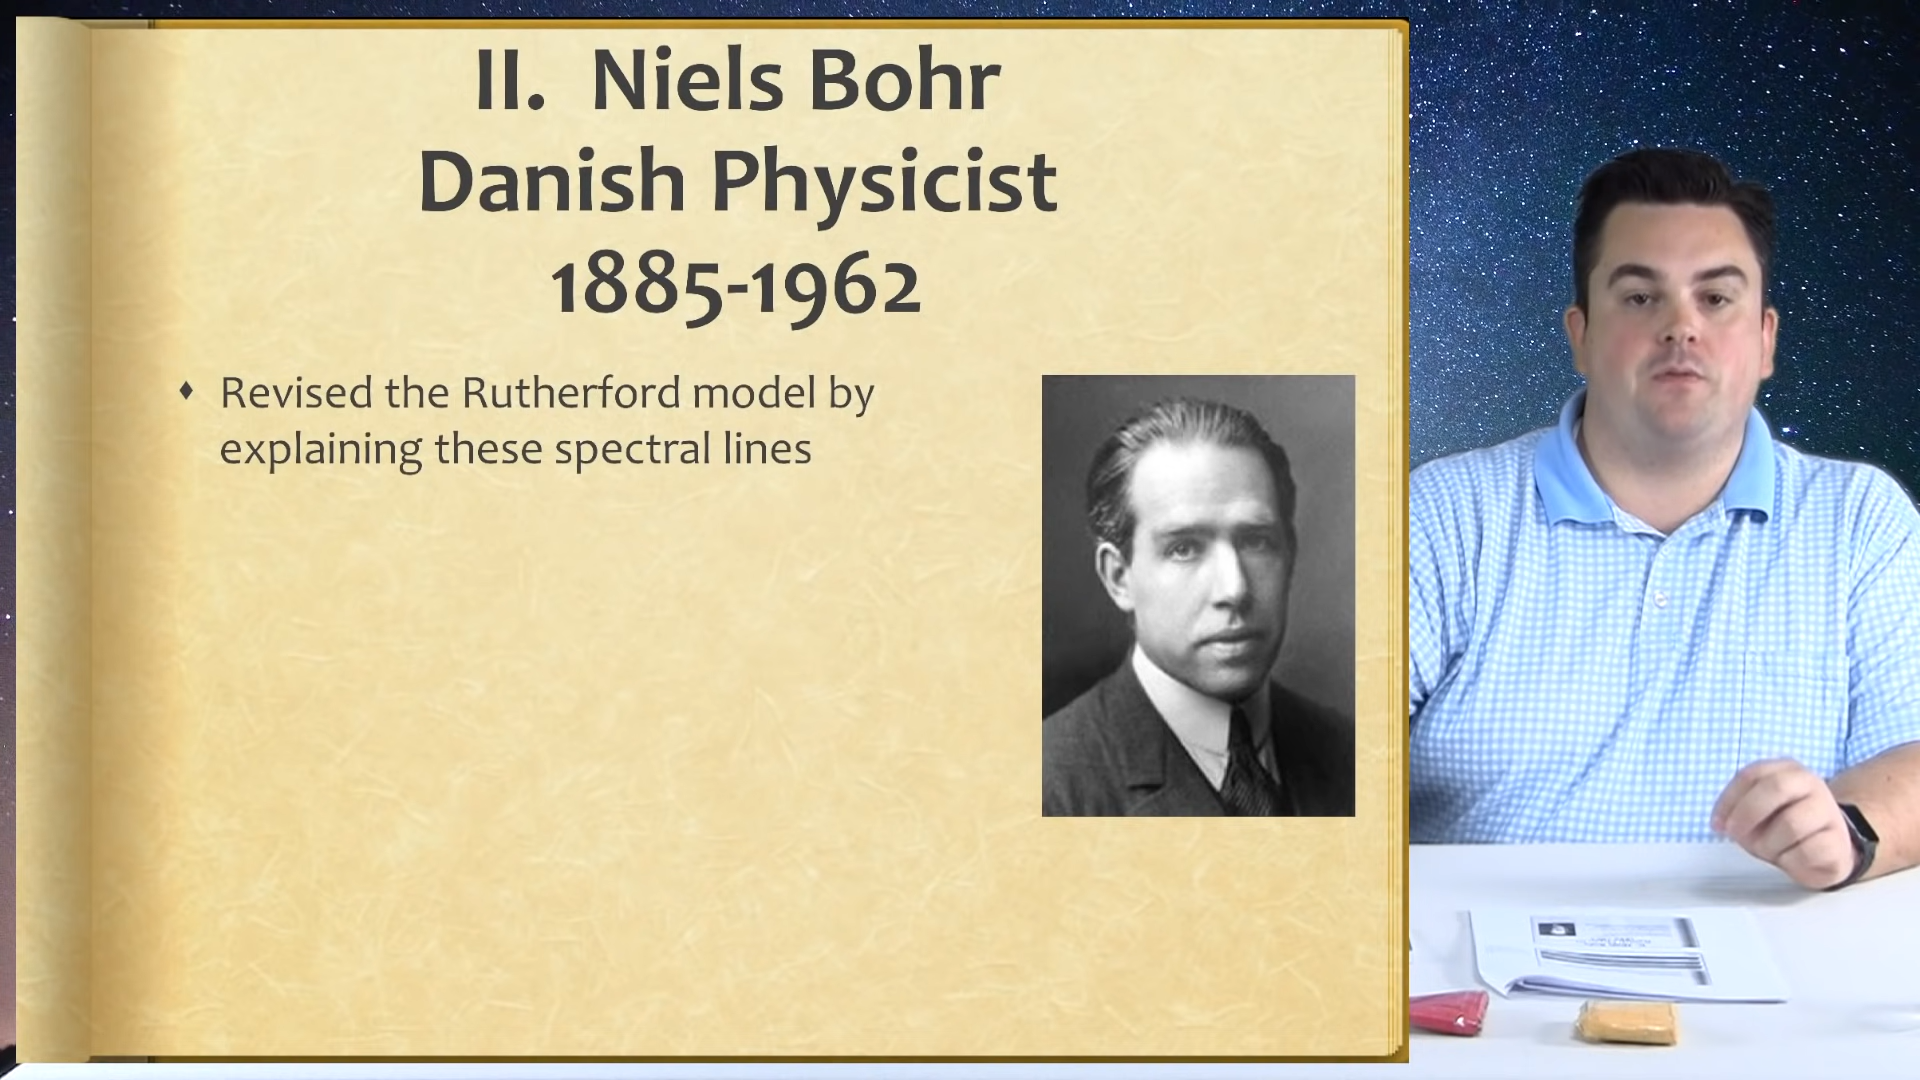 II. Niels Bohr
Danish Physicist
1885-1962
Revised the Rutherford model by
explaining these spectral lines